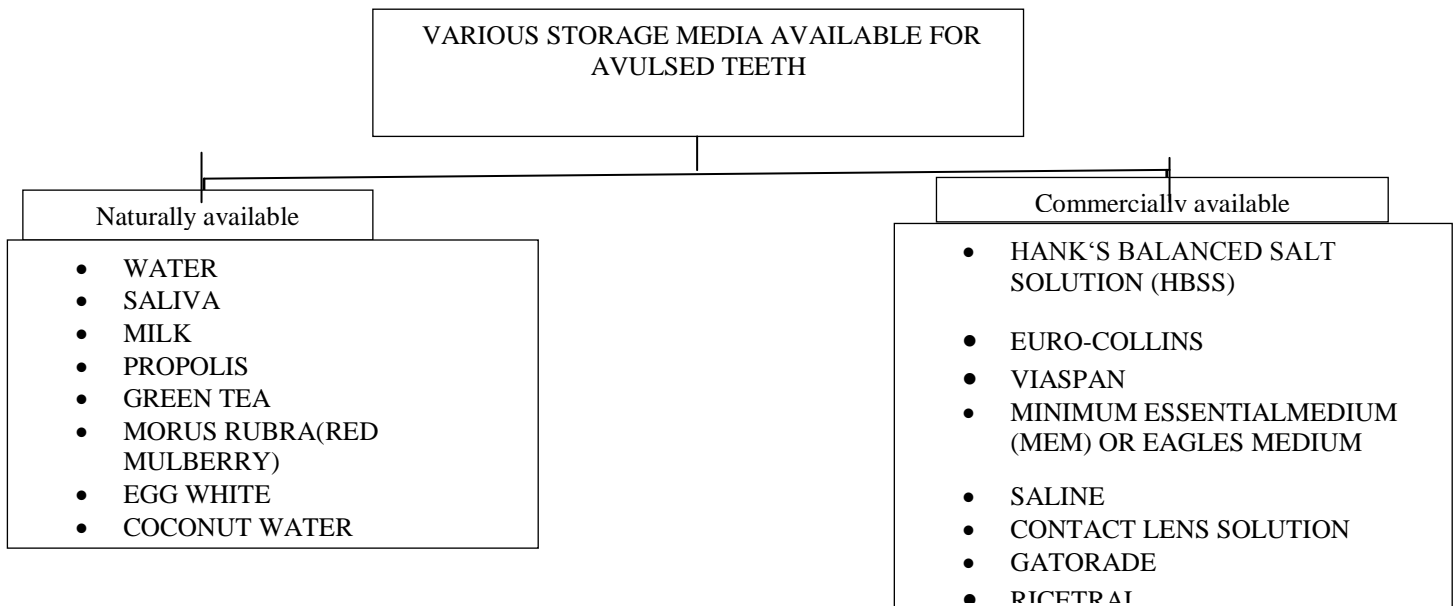 VARIOUS STORAGE MEDIA AVAILABLE FOR
AVULSED TEETH
Naturally available
• WATER
• SALIVA
• MILK
• PROPOLIS
• GREEN TEA
• MORUS RUBRA(RED
MULBERRY)
• EGG WHITE
• COCONUT WATER
Commercially available
• HANK‘S BALANCED SALT
SOLUTION (HBSS)
• EURO-COLLINS
• VIASPAN
• MINIMUM ESSENTIALMEDIUM
(MEM) OR EAGLES MEDIUM
• SALINE
• CONTACT LENS SOLUTION
• GATORADE
• RICETRAL